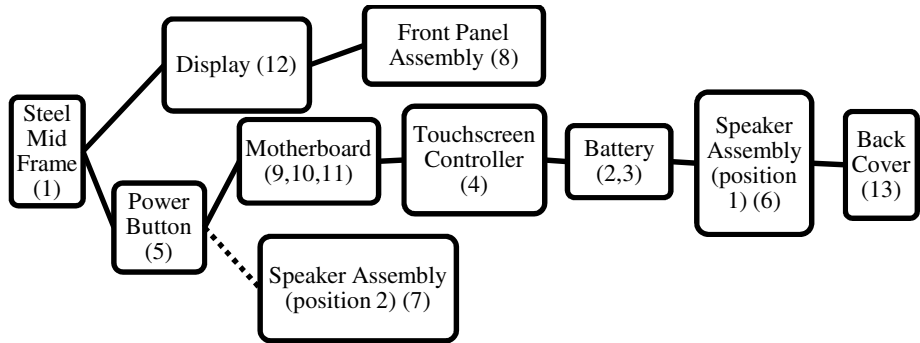 Steel
Mid
Frame
(1)
Display (12)
Front Panel
Assembly (8)
Power
Button
(5)
Motherboard
(9,10,11)
Touchscreen
Controller
(4)
Battery
(2,3)
Speaker
Assembly
(position
1) (6)
Back
Cover
(13)
Speaker Assembly
(position 2) (7)